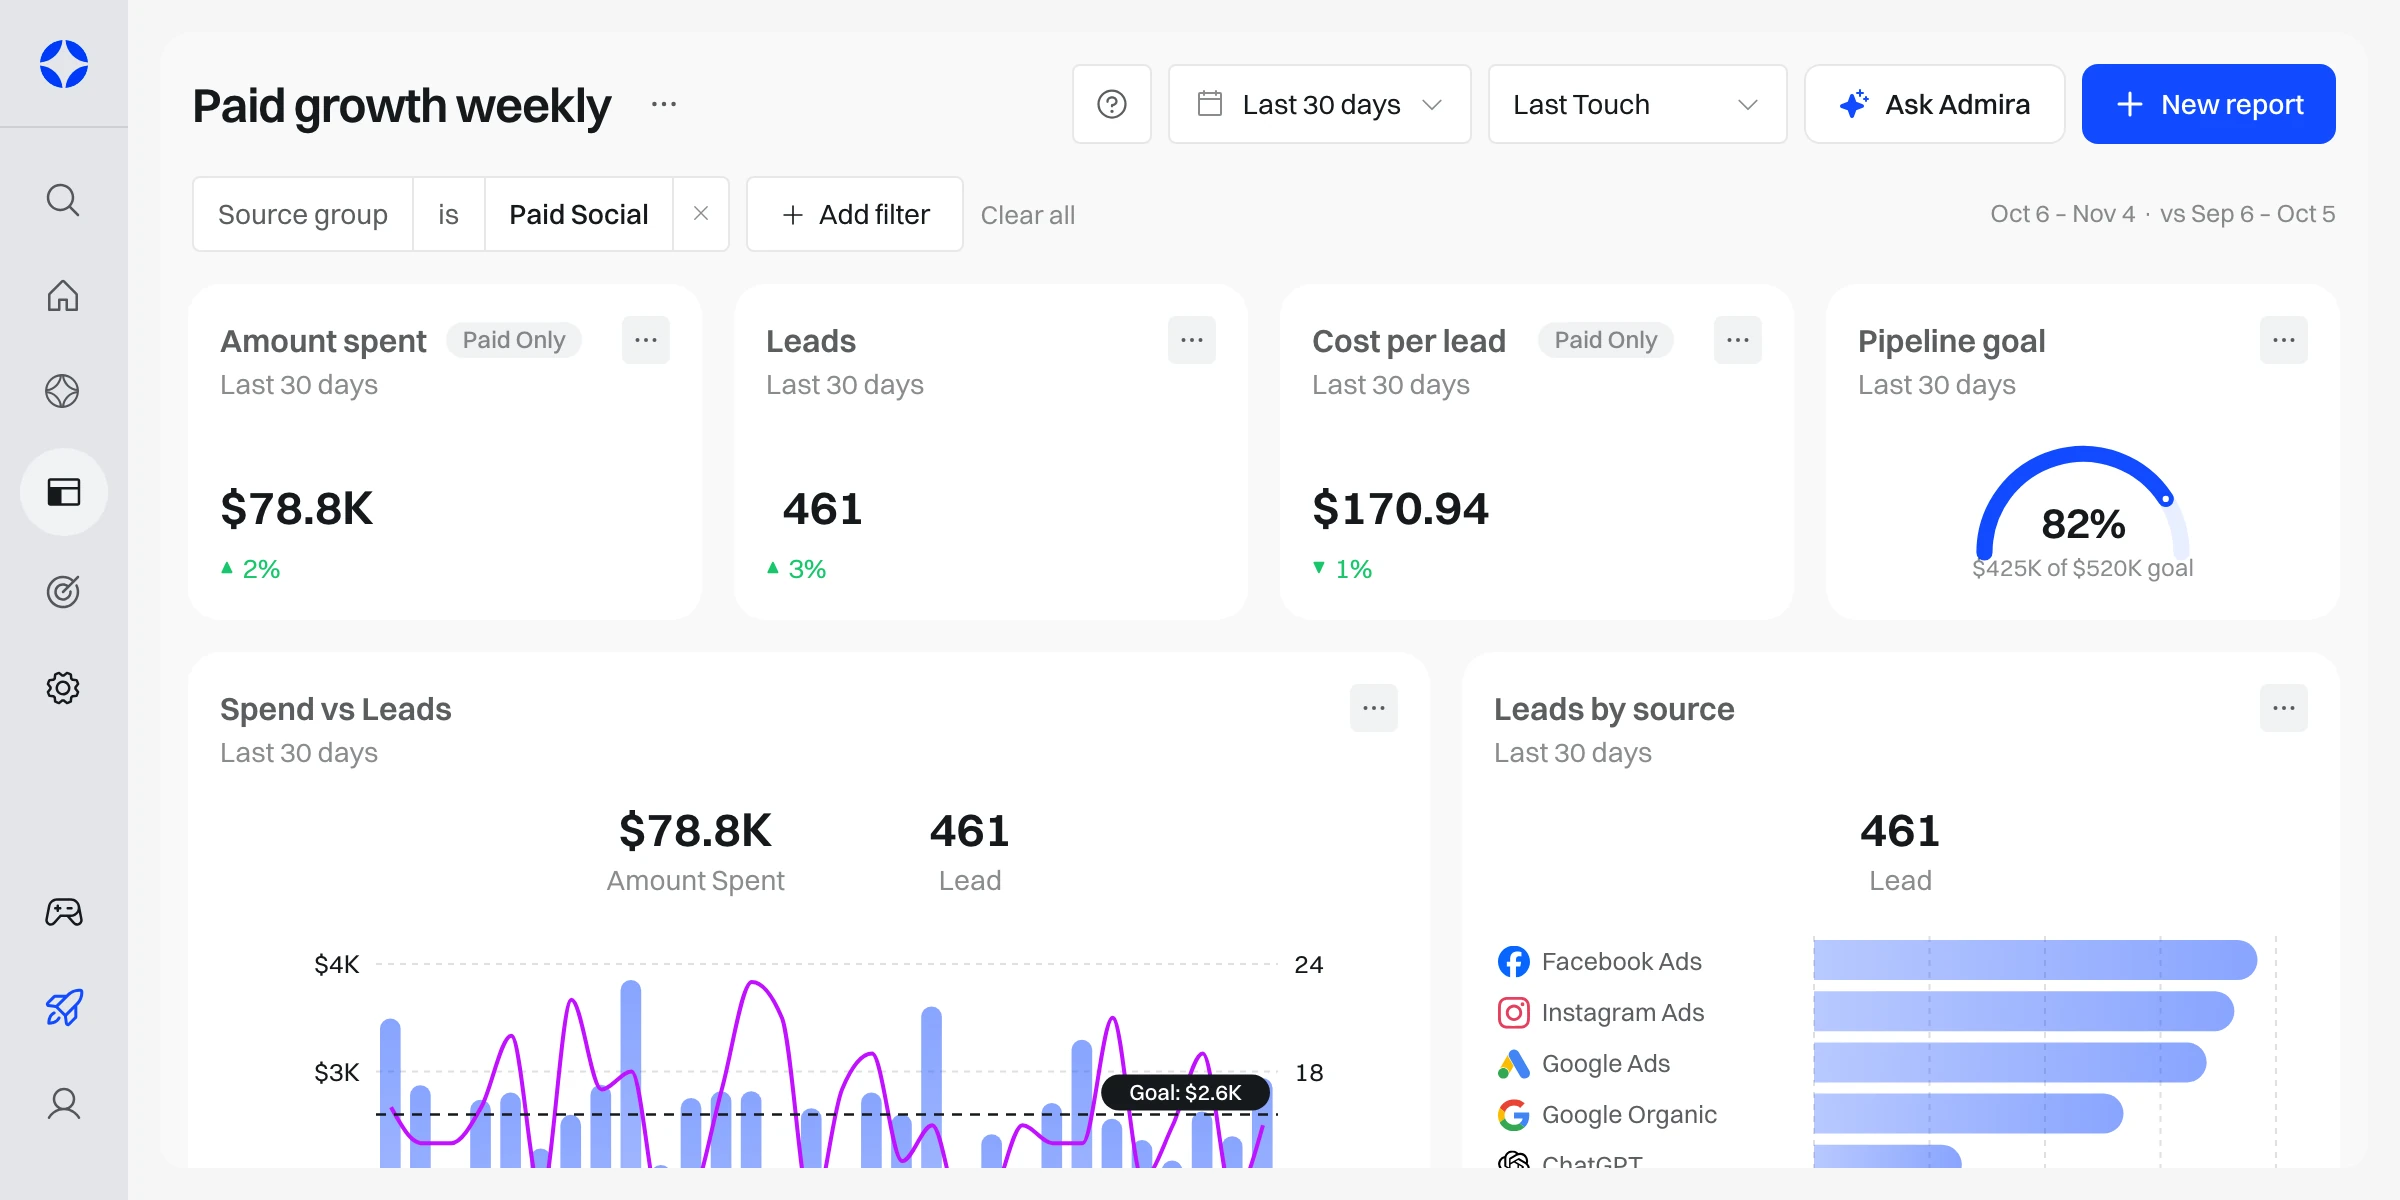 Paid growth weekly
Last 30 days
Last Touch
Ask Admira
New report
Source group is Paid Social
Add filter
Clear all
Oct 6 – Nov 4 · vs Sep 6 – Oct 5
Amount spent Paid Only
Last 30 days
$78.8K
2%
Leads
Last 30 days
461
3%
Cost per lead Paid Only
Last 30 days
$170.94
1%
Pipeline goal
Last 30 days
82%
$425K of $520K goal
Spend vs Leads
Last 30 days
$78.8K
Amount Spent
461
Lead
$4K
24
$3K
18
Goal: $2.6K
Leads by source
Last 30 days
461
Lead
Facebook Ads
Instagram Ads
Google Ads
Google Organic
ChatGPT